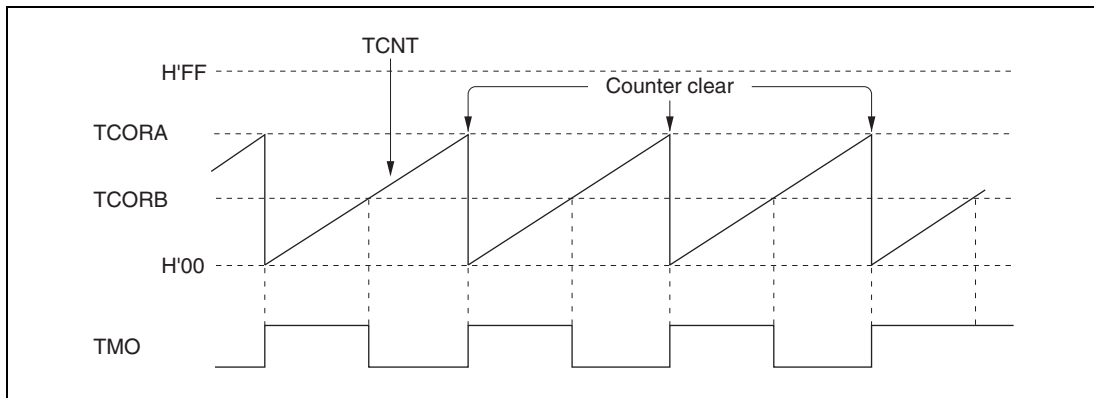 TCNT
H'FF
Counter clear
TCORA
TCORB
H'00
TMO